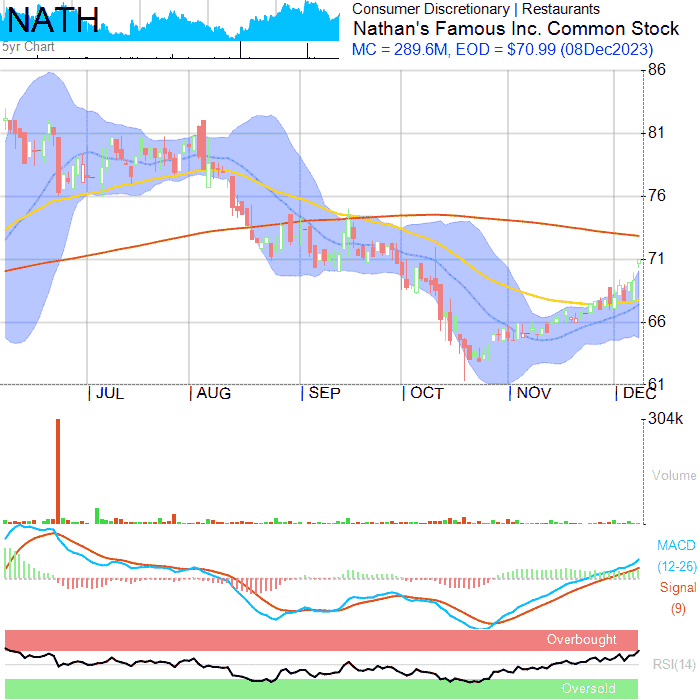 NATH
5yr Chart
Consumer Discretionary | Restaurants
Nathan's Famous Inc. Common Stock
MC = 289.6M, EOD = $70.99 (08Dec2023)
86
81
76
71
66
61
JUL AUG SEP OCT NOV DEC
304k
Volume
MACD
(12-26)
Signal
(9)
Overbought
RSI(14)
Oversold